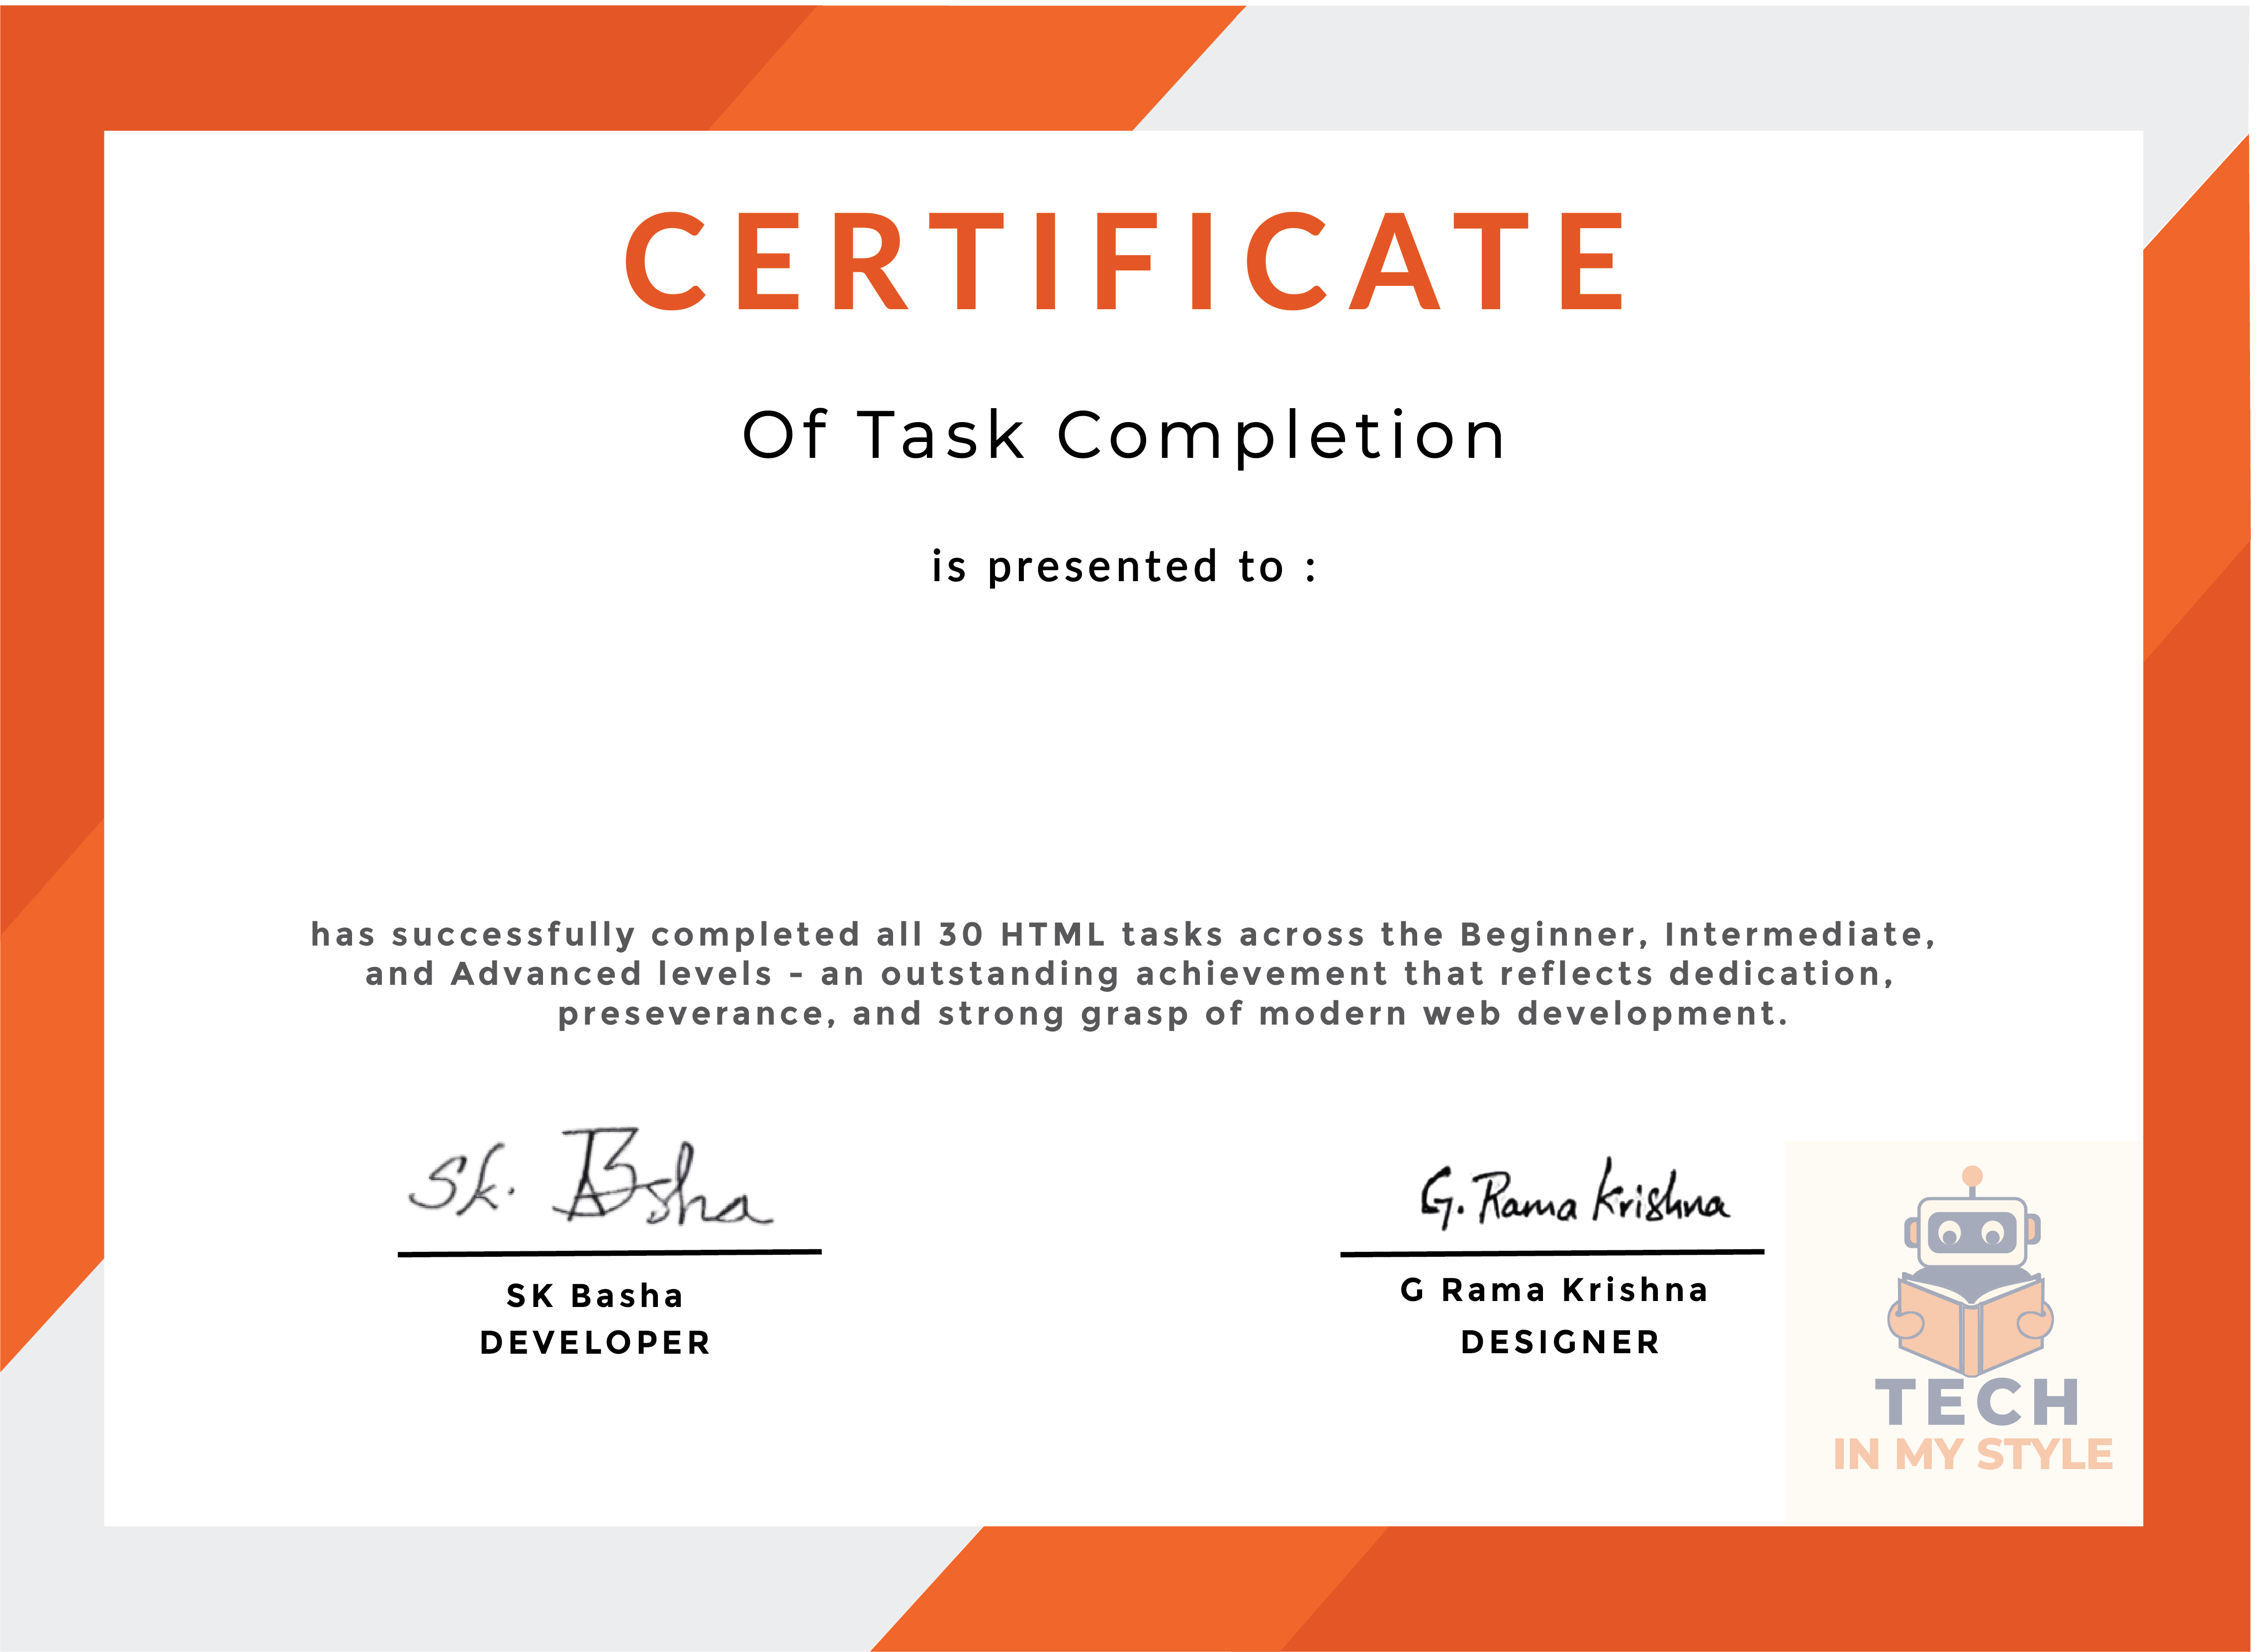 CERTIFICATE
Of Task Completion
is presented to :
has successfully completed all 30 HTML tasks across the Beginner, Intermediate,
and Advanced levels - an outstanding achievement that reflects dedication,
preseverance, and strong grasp of modern web development.
Sk. Basha
G. Rama Krishna
SK Basha
G Rama Krishna
DEVELOPER
DESIGNER
TECH
IN MY STYLE